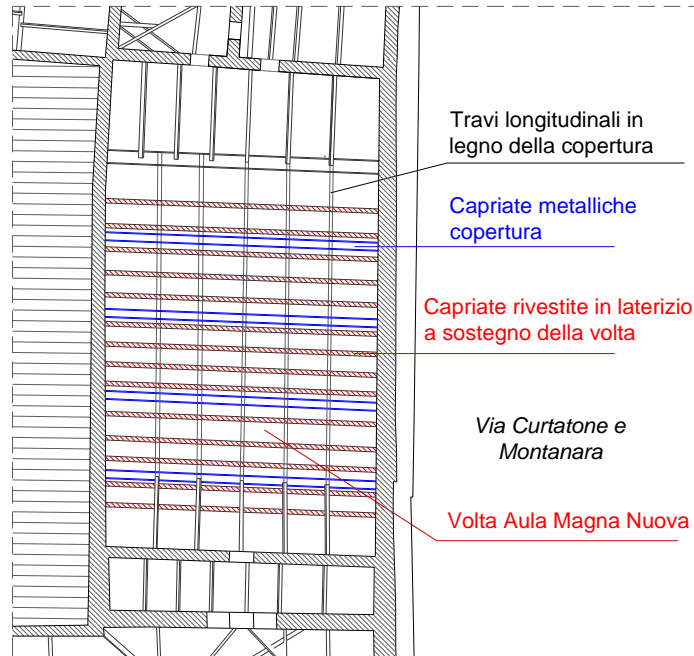 Travi longitudinali in
legno della copertura
Capriate metalliche
copertura
Capriate rivestite in laterizio
a sostegno della volta
Via Curtatone e
Montanara
Volta Aula Magna Nuova